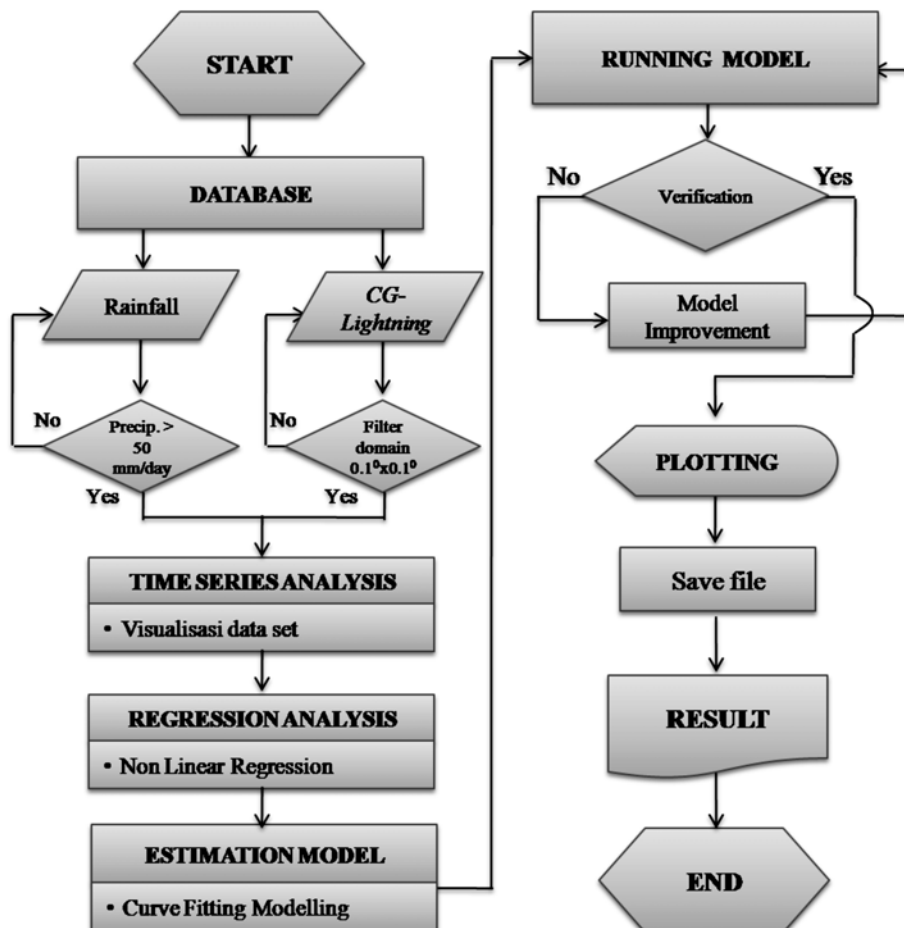 START
DATABASE
Rainfall
CG-
Lightning
No
Precip. >
50
mm/day
Yes
No
Filter
domain
0.1⁰x0.1⁰
Yes
TIME SERIES ANALYSIS
• Visualisasi data set
REGRESSION ANALYSIS
• Non Linear Regression
ESTIMATION MODEL
• Curve Fitting Modelling
RUNNING MODEL
No
Verification
Yes
Model
Improvement
PLOTTING
Save file
RESULT
END